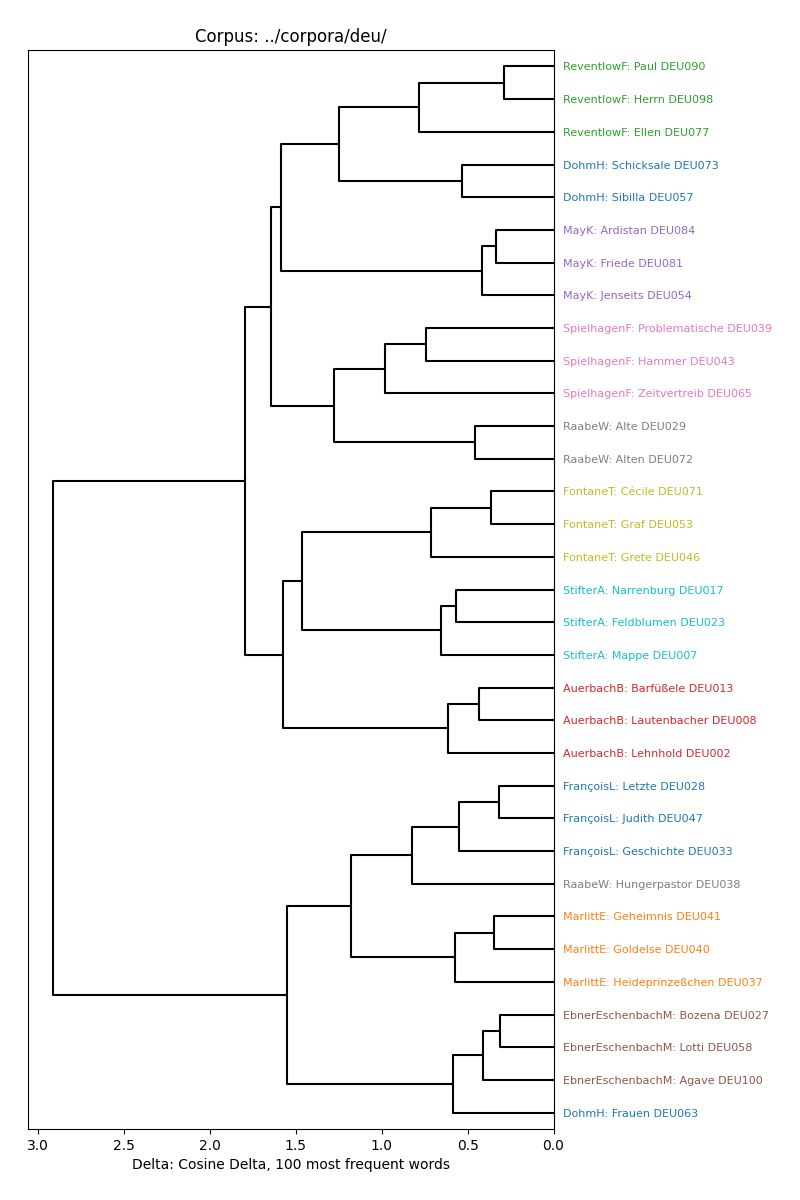 Corpus: ../corpora/deu/
ReventlowF: Paul DEU090
ReventlowF: Herrn DEU098
ReventlowF: Ellen DEU077
DohmH: Schicksale DEU073
DohmH: Sibilla DEU057
MayK: Ardistan DEU084
MayK: Friede DEU081
MayK: Jenseits DEU054
SpielhagenF: Problematische DEU039
SpielhagenF: Hammer DEU043
SpielhagenF: Zeitvertreib DEU065
RaabeW: Alte DEU029
RaabeW: Alten DEU072
FontaneT: Cécile DEU071
FontaneT: Graf DEU053
FontaneT: Grete DEU046
StifterA: Narrenburg DEU017
StifterA: Feldblumen DEU023
StifterA: Mappe DEU007
AuerbachB: Barfüßele DEU013
AuerbachB: Lautenbacher DEU008
AuerbachB: Lehnhold DEU002
FrançoisL: Letzte DEU028
FrançoisL: Judith DEU047
FrançoisL: Geschichte DEU033
RaabeW: Hungerpastor DEU038
MarlittE: Geheimnis DEU041
MarlittE: Goldelse DEU040
MarlittE: Heideprinzeßchen DEU037
EbnerEschenbachM: Bozena DEU027
EbnerEschenbachM: Lotti DEU058
EbnerEschenbachM: Agave DEU100
DohmH: Frauen DEU063
3.0 2.5 2.0 1.5 1.0 0.5 0.0
Delta: Cosine Delta, 100 most frequent words